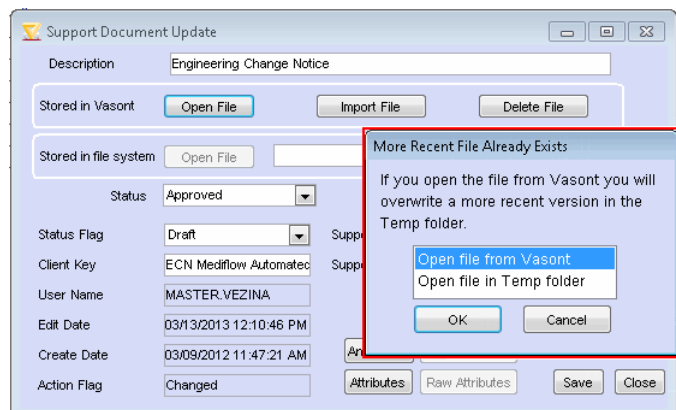 Support Document Update
Description Engineering Change Notice
Stored in Vasont Open File Import File Delete File
Stored in file system Open File
Status Approved
Status Flag Draft
Client Key ECN Mediflow Automatec
User Name MASTER.VEZINA
Edit Date 03/13/2013 12:10:46 PM
Create Date 03/09/2012 11:47:21 AM
Action Flag Changed Attributes Raw Attributes Save Close
More Recent File Already Exists
If you open the file from Vasont you will
overwrite a more recent version in the
Temp folder.
Open file from Vasont
Open file in Temp folder
OK Cancel